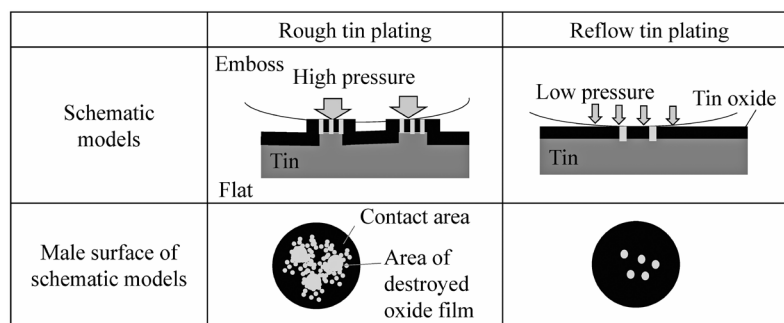 Rough tin plating
Reflow tin plating
Schematic
models
Emboss
High pressure
Tin
Flat
Low pressure
Tin oxide
Tin
Male surface of
schematic models
Contact area
Area of
destroyed
oxide film